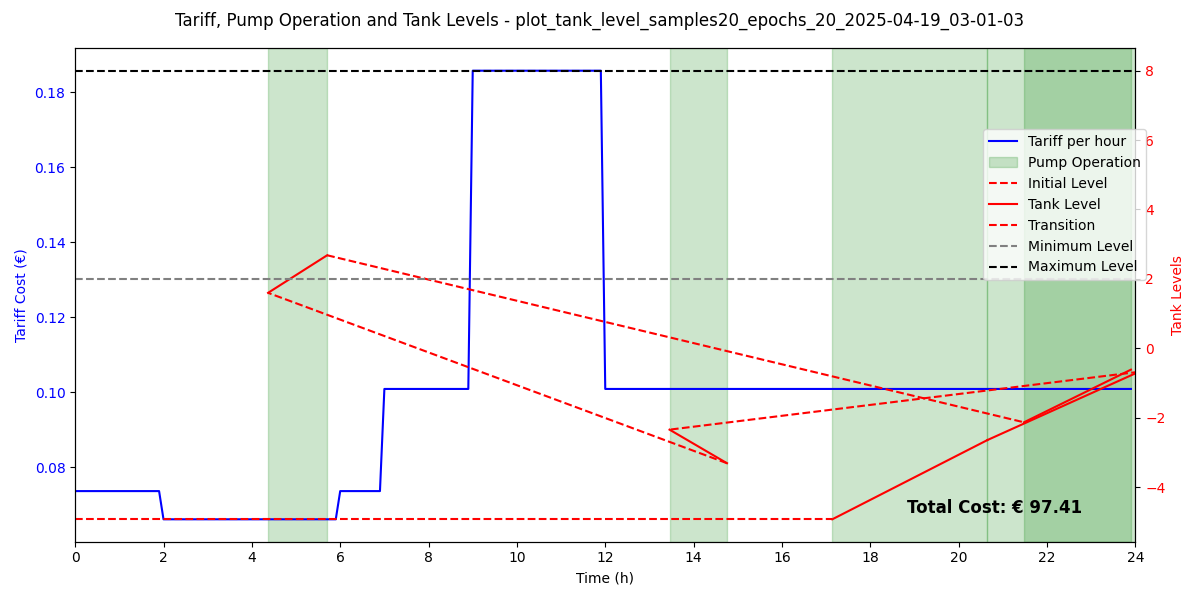 Tariff, Pump Operation and Tank Levels - plot_tank_level_samples20_epochs_20_2025-04-19_03-01-03
Tariff Cost (€)
0.18
0.16
0.14
0.12
0.10
0.08
8
6
4
2
0
−2
−4
Tank Levels
Tariff per hour
Pump Operation
Initial Level
Tank Level
Transition
Minimum Level
Maximum Level
Total Cost: € 97.41
0 2 4 6 8 10 12 14 16 18 20 22 24
Time (h)